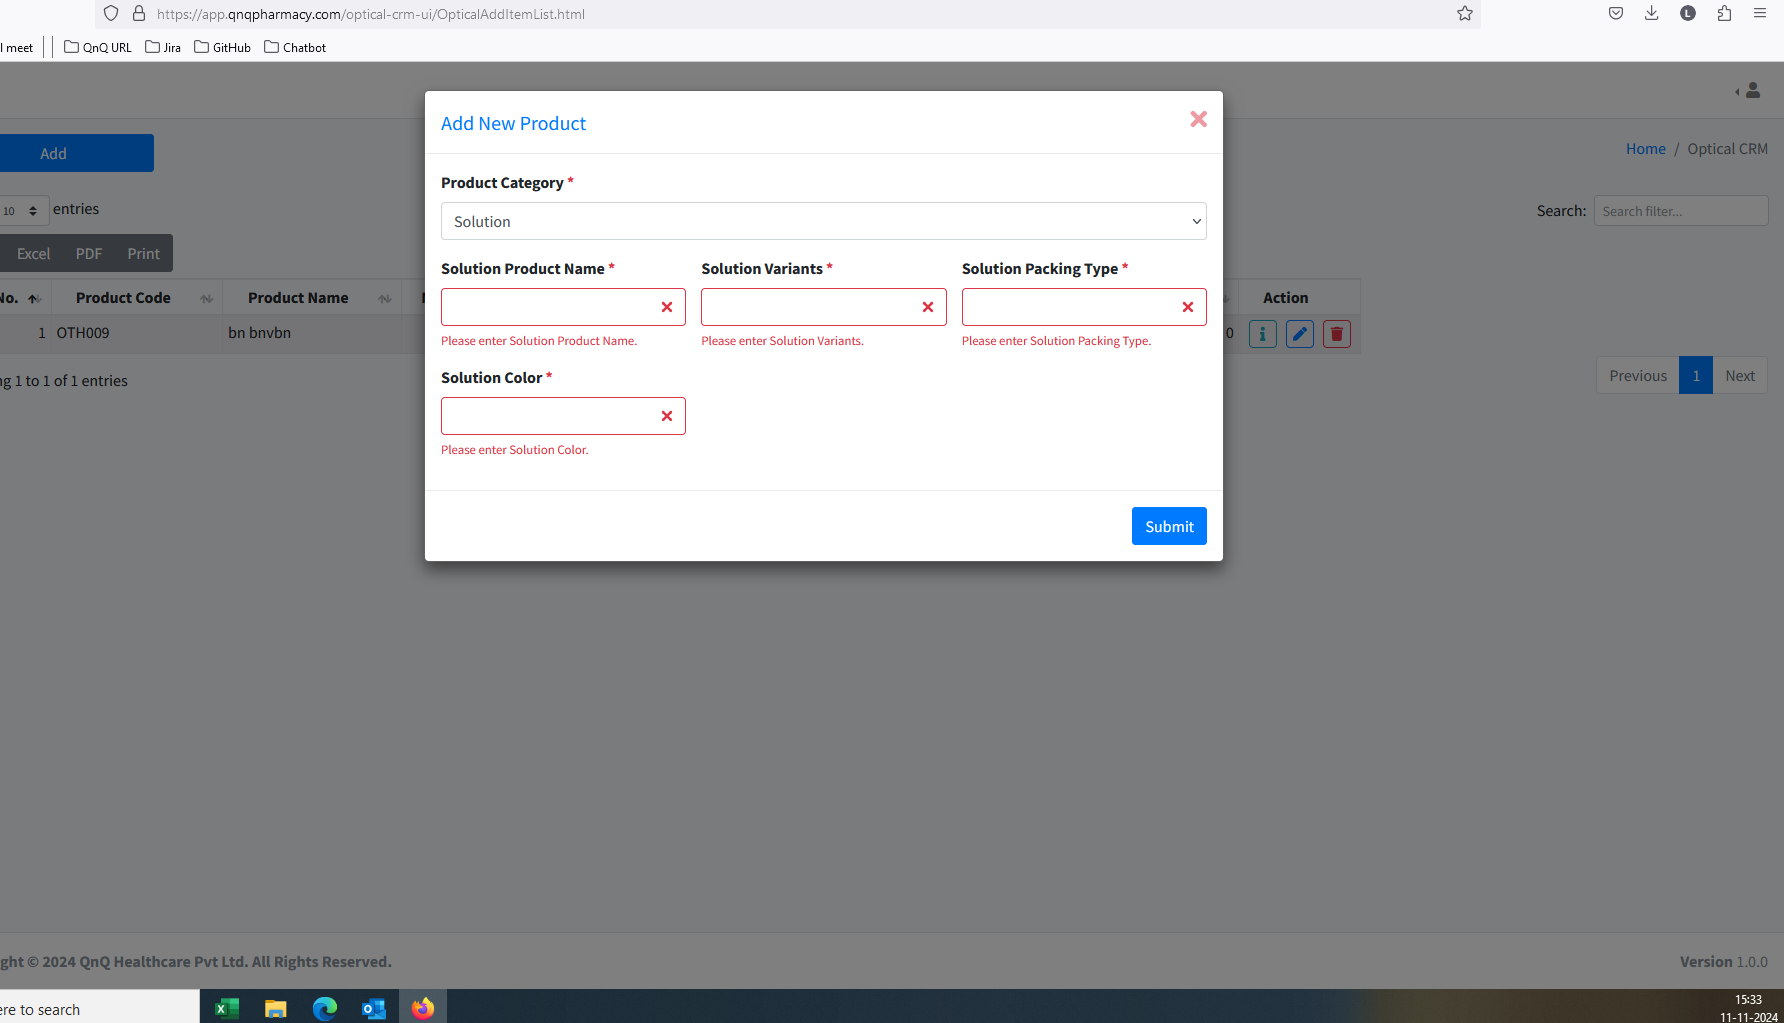 https://app.qnqpharmacy.com/optical-crm-ui/OpticalAddItemList.html
l meet
QnQ URL
Jira
GitHub
Chatbot
Add New Product
Add
Home / Optical CRM
Product Category *
Solution
10 entries
Search: Search filter...
Excel PDF Print
Solution Product Name * Solution Variants * Solution Packing Type *
No. Product Code Product Name Action
1 OTH009 bn bnvbn 0
Please enter Solution Product Name. Please enter Solution Variants. Please enter Solution Packing Type.
ng 1 to 1 of 1 entries
Previous 1 Next
Solution Color *
Please enter Solution Color.
Submit
ght © 2024 QnQ Healthcare Pvt Ltd. All Rights Reserved.
Version 1.0.0
ere to search
15:33
11-11-2024